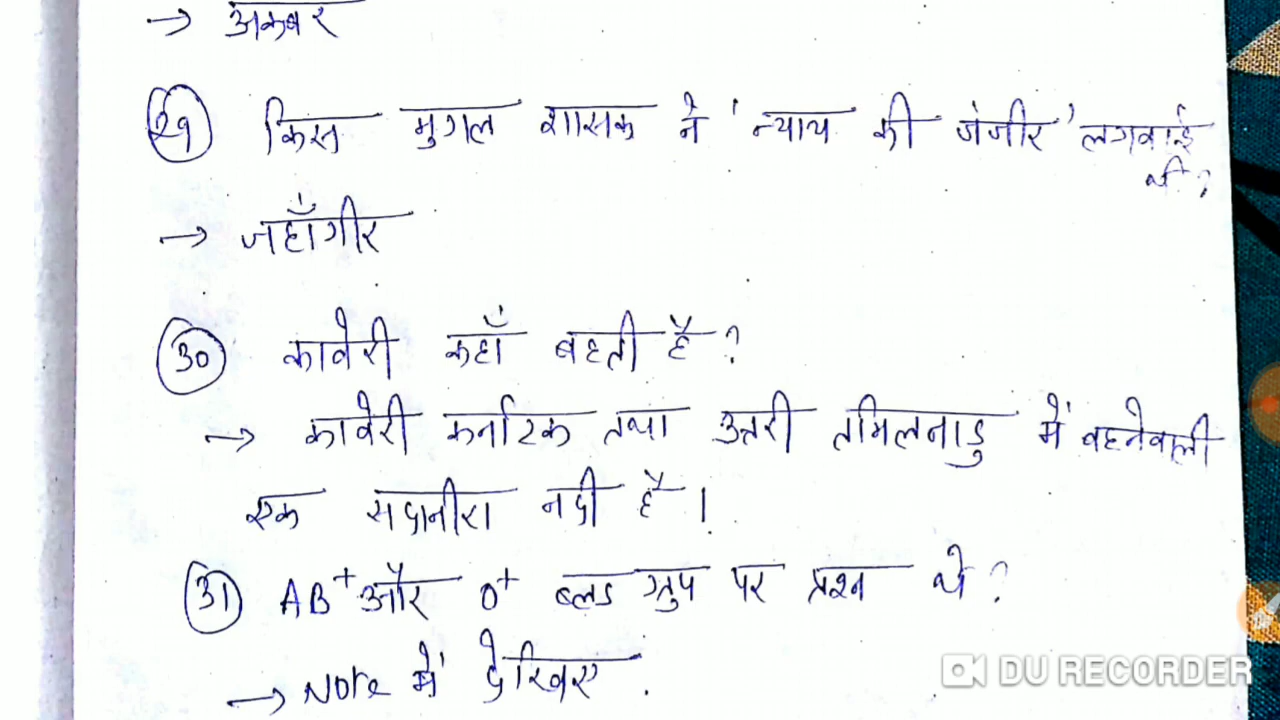 → अकबर
(29) किस मुगल शासक ने 'न्याय की जंजीर' लगवाई
थी?
→ जहाँगीर
(30) कावेरी कहाँ बहती है?
→ कावेरी कर्नाटक तथा उत्तरी तमिलनाडु में बहनेवाली
एक सदानीरा नदी है।
(31) AB+ और O+ ब्लड ग्रुप पर प्रश्न थे?
→ Note में देखिए.
DU RECORDER